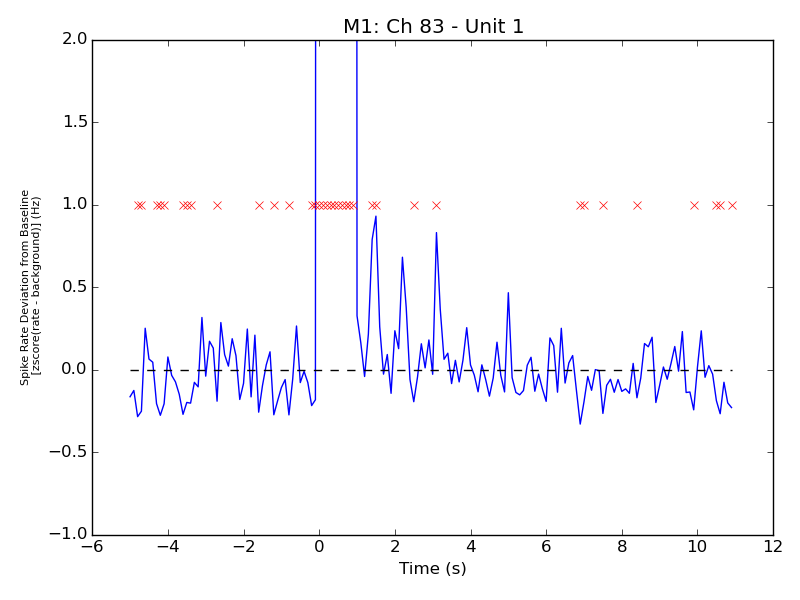 M1: Ch 83 - Unit 1
2.0
1.5
1.0
0.5
0.0
−0.5
−1.0
Spike Rate Deviation from Baseline
[zscore(rate - background)] (Hz)
−6 −4 −2 0 2 4 6 8 10 12
Time (s)